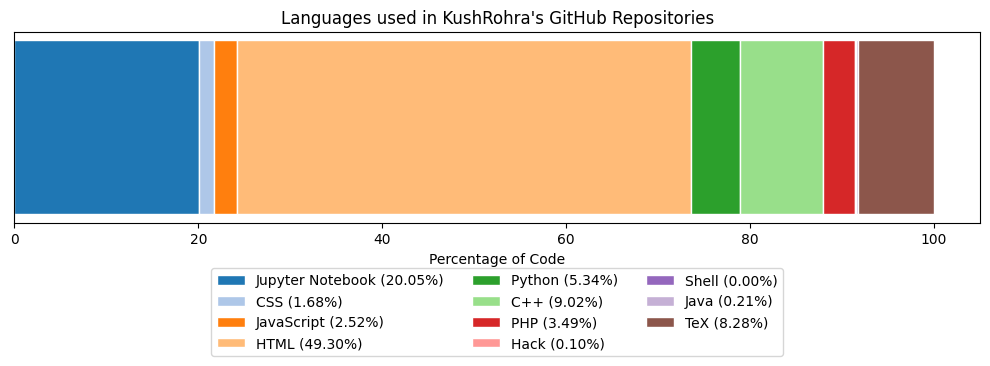 Languages used in KushRohra's GitHub Repositories
0 20 40 60 80 100
Percentage of Code
Jupyter Notebook (20.05%)
CSS (1.68%)
JavaScript (2.52%)
HTML (49.30%)
Python (5.34%)
C++ (9.02%)
PHP (3.49%)
Hack (0.10%)
Shell (0.00%)
Java (0.21%)
TeX (8.28%)